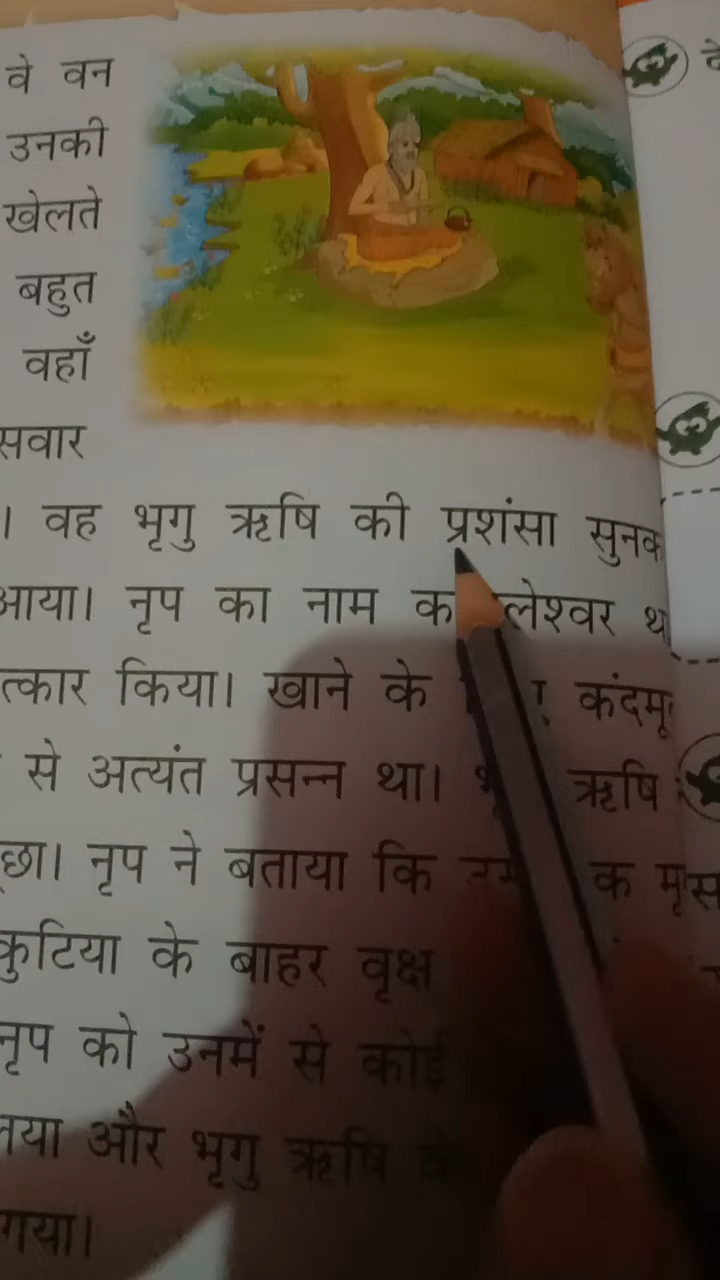 वे वन
उनकी
खेलते
बहुत
वहाँ
सवार
। वह भृगु ऋषि की प्रशंसा सुनक
आया। नृप का नाम क लेश्वर थ
त्कार किया। खाने के कंदमू
से अत्यंत प्रसन्न था। ऋषि
छा। नृप ने बताया कि
कुटिया के बाहर वृक्ष
नृप को उनमें से कोई
और भृगु ऋषि
गया।